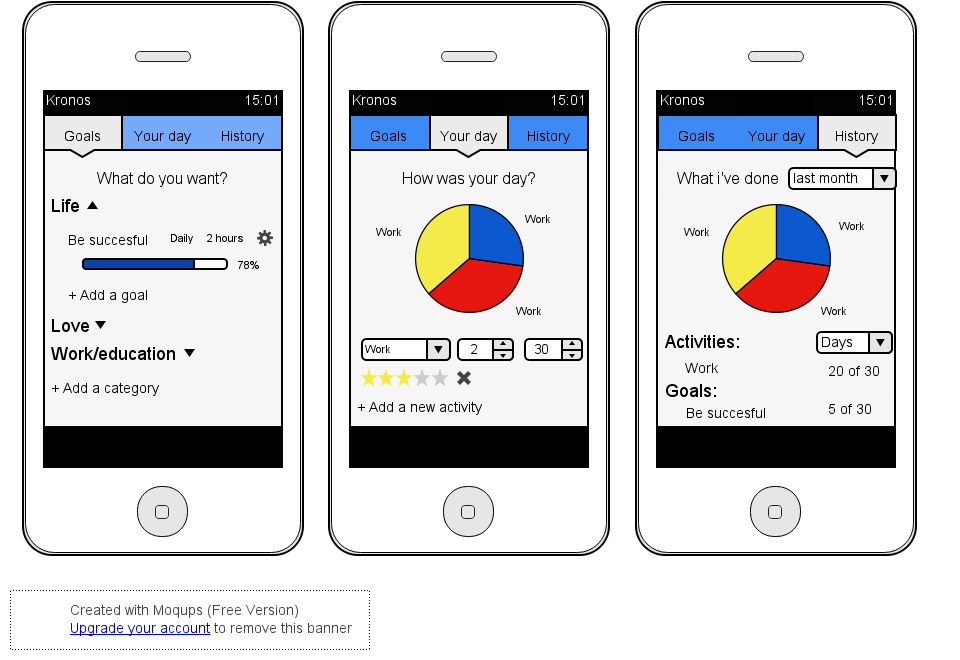 Kronos 15:01
Goals Your day History
What do you want?
Life
Be succesful Daily 2 hours
78%
+ Add a goal
Love
Work/education
+ Add a category
Kronos 15:01
Goals Your day History
How was your day?
Work
Work
Work
Work 2 30
+ Add a new activity
Kronos 15:01
Goals Your day History
What i've done last month
Work
Work
Work
Activities: Days
Work 20 of 30
Goals:
Be succesful 5 of 30
Created with Moqups (Free Version)
Upgrade your account to remove this banner